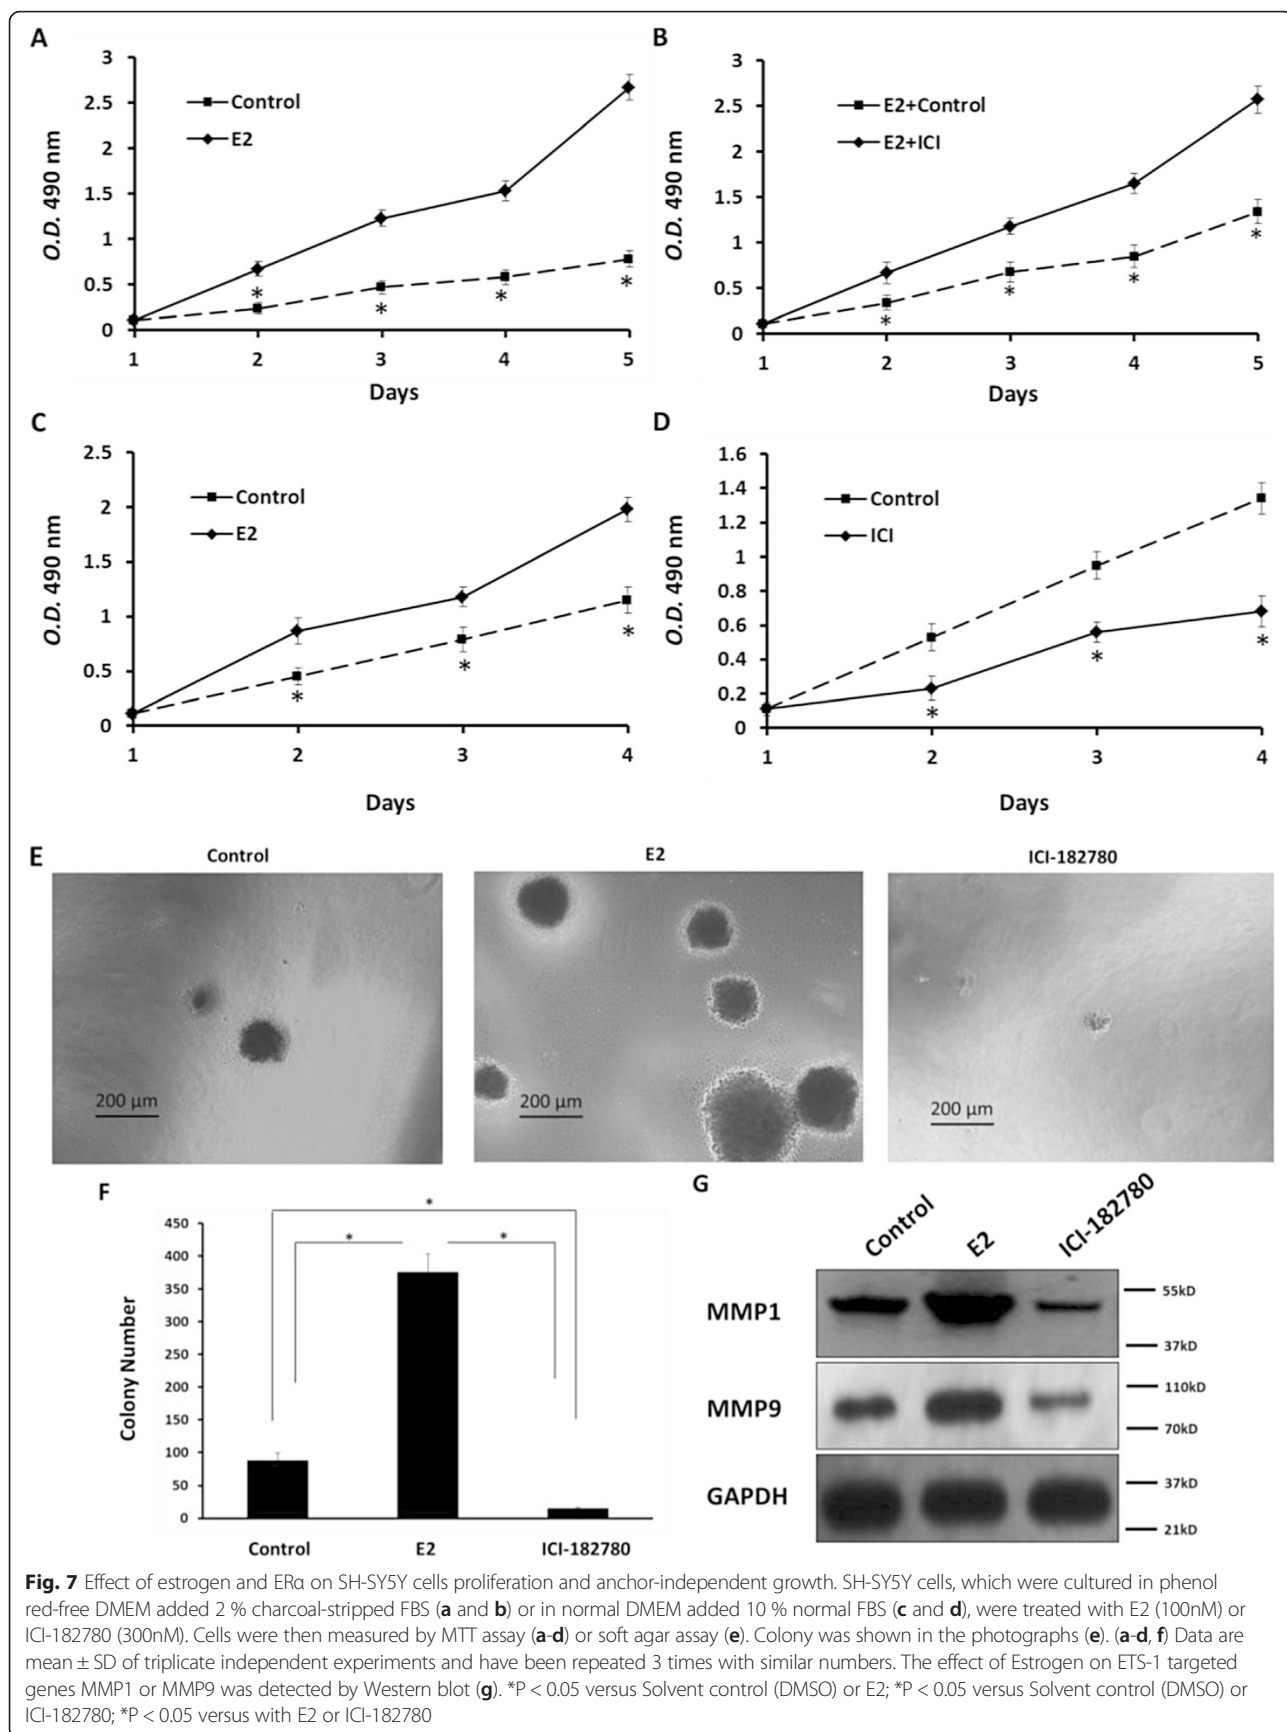 A
3
2.5
2
1.5
1
0.5
0
Control
E2
O.D. 490 nm
1 2 3 4 5
Days
* * * *
B
3
2.5
2
1.5
1
0.5
0
E2+Control
E2+ICI
O.D. 490 nm
1 2 3 4 5
Days
* * * *
C
2.5
2
1.5
1
0.5
0
Control
E2
O.D. 490 nm
1 2 3 4
Days
* * *
D
1.6
1.4
1.2
1
0.8
0.6
0.4
0.2
0
Control
ICI
O.D. 490 nm
1 2 3 4
Days
* * *
E
Control
E2
ICI-182780
200 µm
200 µm
200 µm
F
450
400
350
300
250
200
150
100
50
0
Colony Number
*
* *
Control E2 ICI-182780
G
Control E2 ICI-182780
MMP1
55kD
37kD
MMP9
110kD
70kD
GAPDH
37kD
21kD
Fig. 7 Effect of estrogen and ERα on SH-SY5Y cells proliferation and anchor-independent growth. SH-SY5Y cells, which were cultured in phenol
red-free DMEM added 2 % charcoal-stripped FBS (a and b) or in normal DMEM added 10 % normal FBS (c and d), were treated with E2 (100nM) or
ICI-182780 (300nM). Cells were then measured by MTT assay (a-d) or soft agar assay (e). Colony was shown in the photographs (e). (a-d, f) Data are
mean ± SD of triplicate independent experiments and have been repeated 3 times with similar numbers. The effect of Estrogen on ETS-1 targeted
genes MMP1 or MMP9 was detected by Western blot (g). *P < 0.05 versus Solvent control (DMSO) or E2; *P < 0.05 versus Solvent control (DMSO) or
ICI-182780; *P < 0.05 versus with E2 or ICI-182780